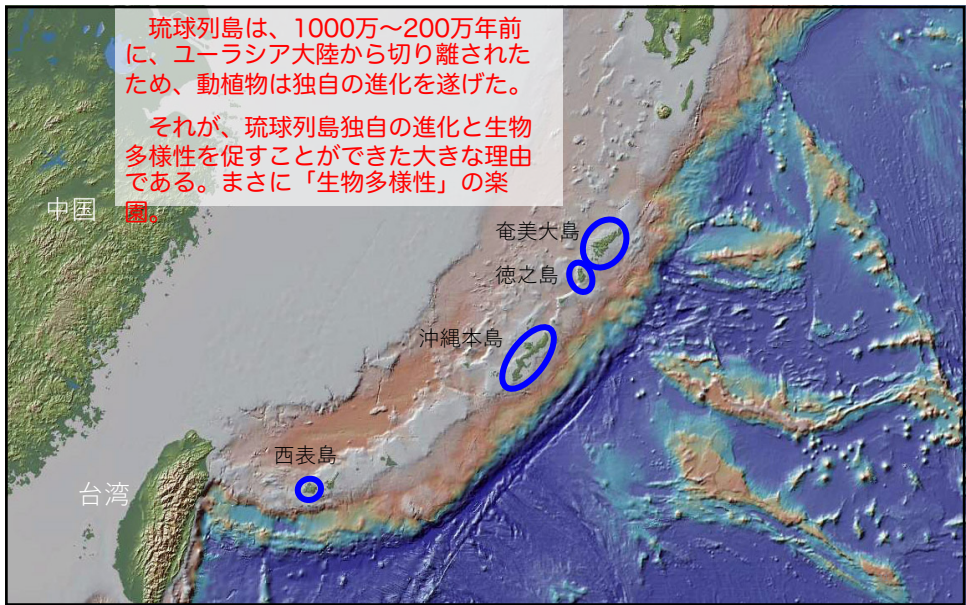 琉球列島は、1000万〜200万年前
に、ユーラシア大陸から切り離された
ため、動植物は独自の進化を遂げた。
それが、琉球列島独自の進化と生物
多様性を促すことができた大きな理由
である。まさに「生物多様性」の楽
園。
中国
奄美大島
徳之島
沖縄本島
西表島
台湾